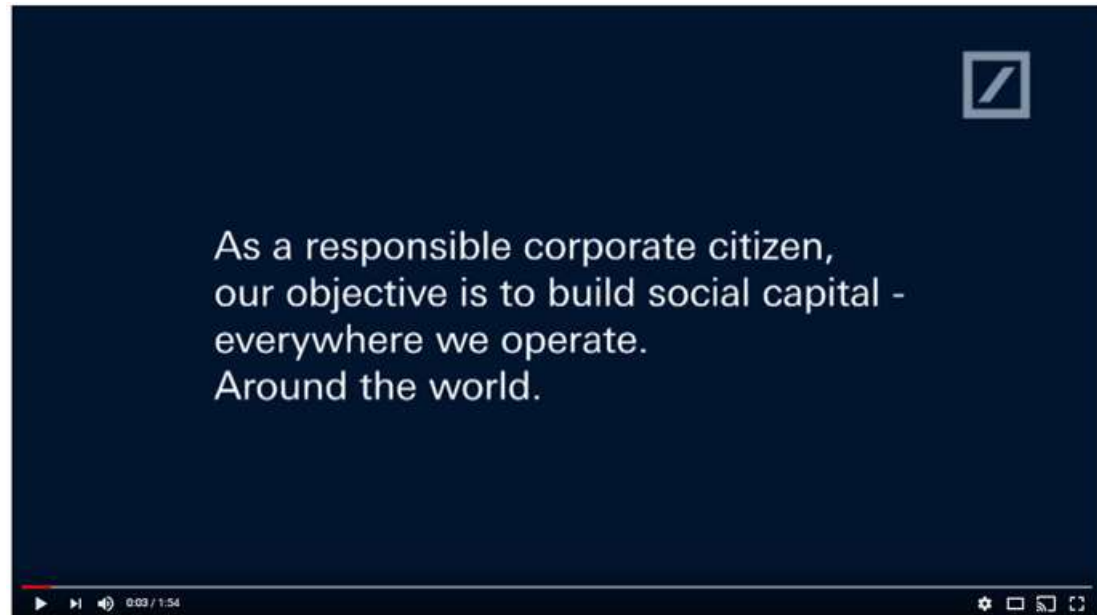 As a responsible corporate citizen,
our objective is to build social capital -
everywhere we operate.
Around the world.
0:03 / 1:54